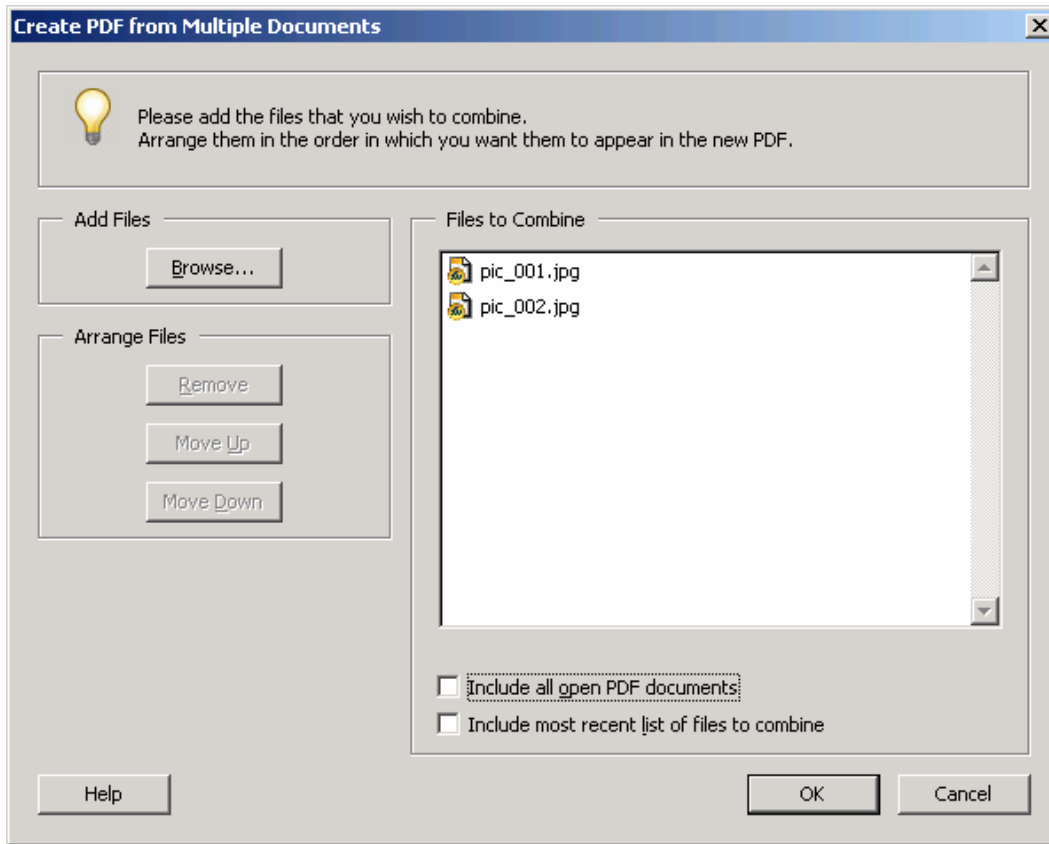 Create PDF from Multiple Documents
Please add the files that you wish to combine.
Arrange them in the order in which you want them to appear in the new PDF.
Add Files
Browse...
Arrange Files
Remove
Move Up
Move Down
Files to Combine
pic_001.jpg
pic_002.jpg
Include all open PDF documents
Include most recent list of files to combine
Help
OK
Cancel